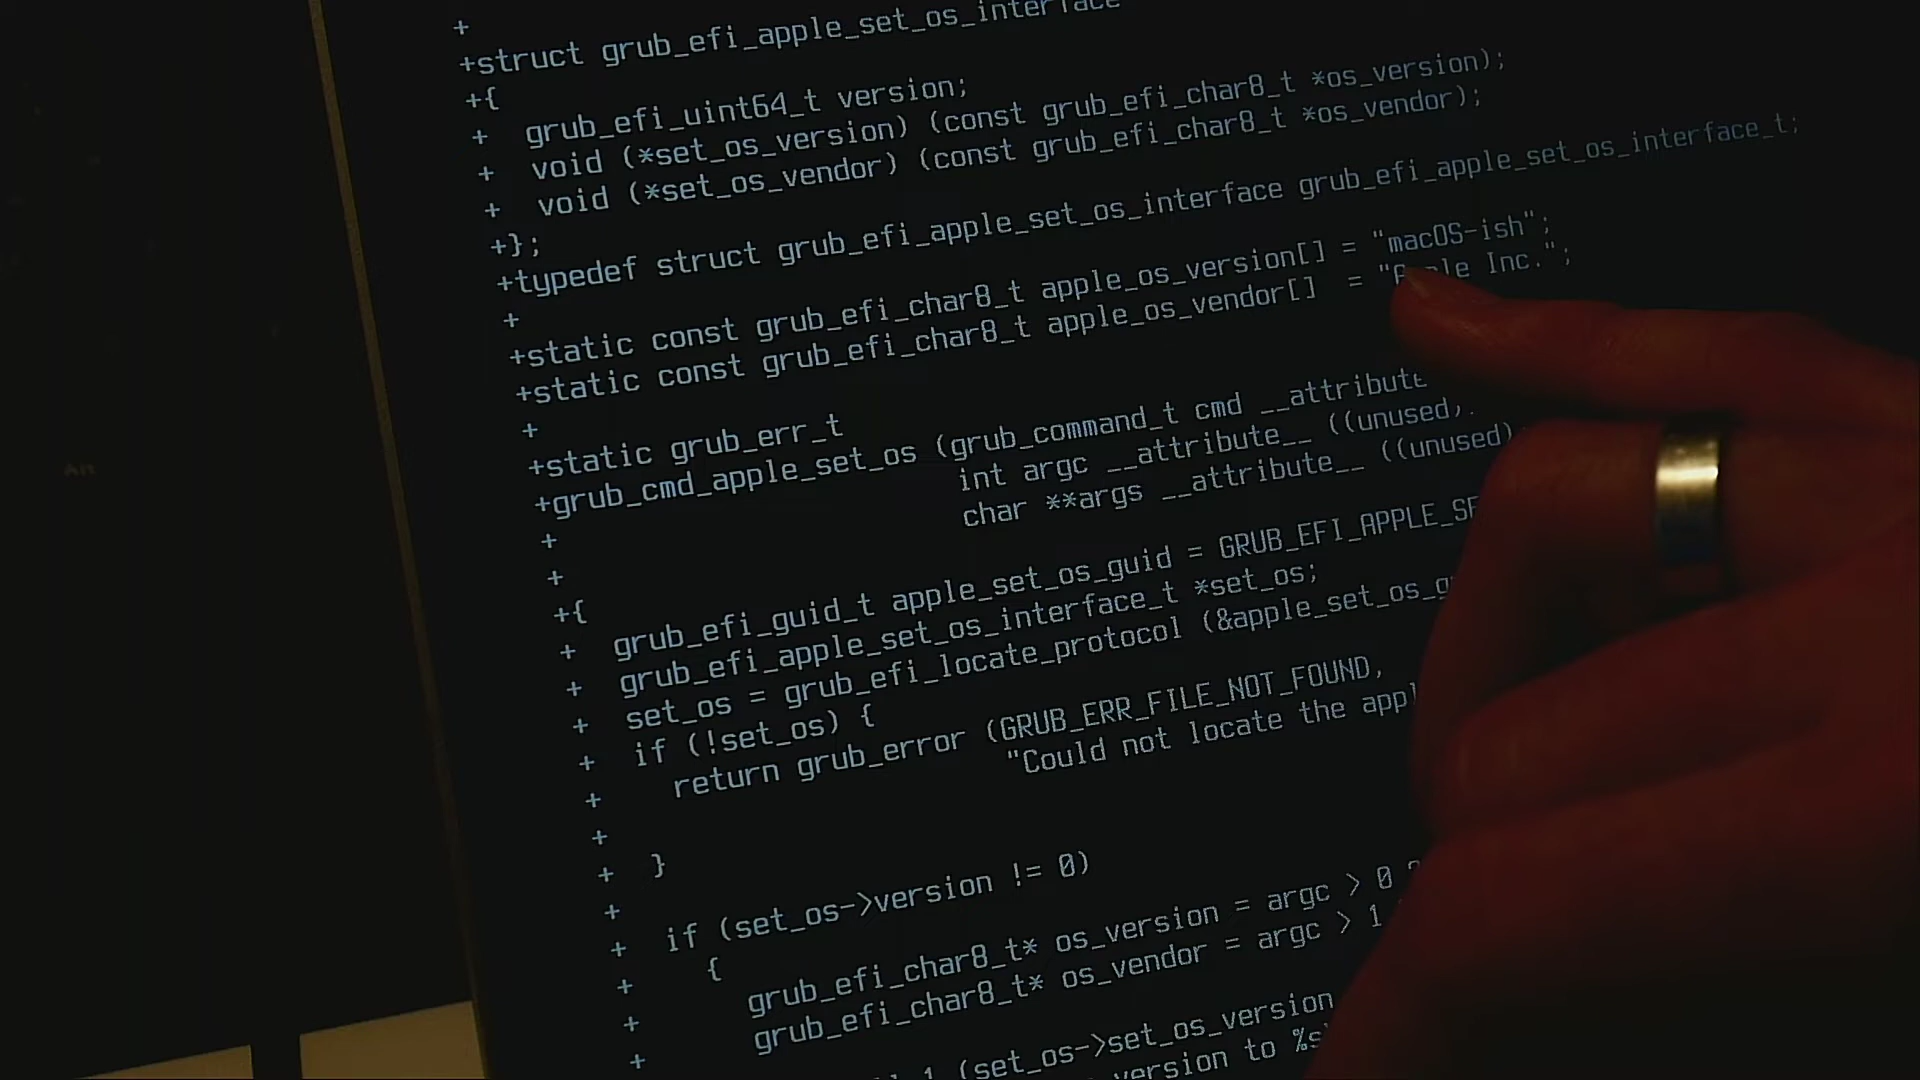 +
+struct grub_efi_apple_set_os_interface
+{
+  grub_efi_uint64_t version;
+  void (*set_os_version) (const grub_efi_char8_t *os_version);
+  void (*set_os_vendor) (const grub_efi_char8_t *os_vendor);
+};
+typedef struct grub_efi_apple_set_os_interface grub_efi_apple_set_os_interface_t;
+
+static const grub_efi_char8_t apple_os_version[] = "macOS-ish";
+static const grub_efi_char8_t apple_os_vendor[]  = "Apple Inc.";
+
+static grub_err_t
+grub_cmd_apple_set_os (grub_command_t cmd __attribute
+ int argc __attribute__ ((unused)
+ char **args __attribute__ ((unused)
+{
+  grub_efi_guid_t apple_set_os_guid = GRUB_EFI_APPLE_SE
+  grub_efi_apple_set_os_interface_t *set_os;
+  set_os = grub_efi_locate_protocol (&apple_set_os_g
+  if (!set_os) {
+    return grub_error (GRUB_ERR_FILE_NOT_FOUND,
+ "Could not locate the appl
+  }
+
+  if (set_os->version != 0)
+    {
+      grub_efi_char8_t* os_version = argc > 0
+      grub_efi_char8_t* os_vendor = argc > 1
+
(set_os->set_os_version
version to %s